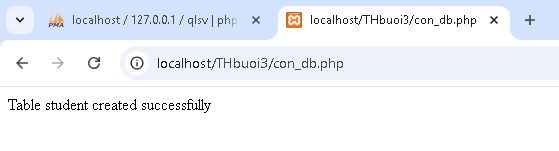 localhost / 127.0.0.1 / qlsv | php
localhost/THbuoi3/con_db.php
localhost/THbuoi3/con_db.php
Table student created successfully